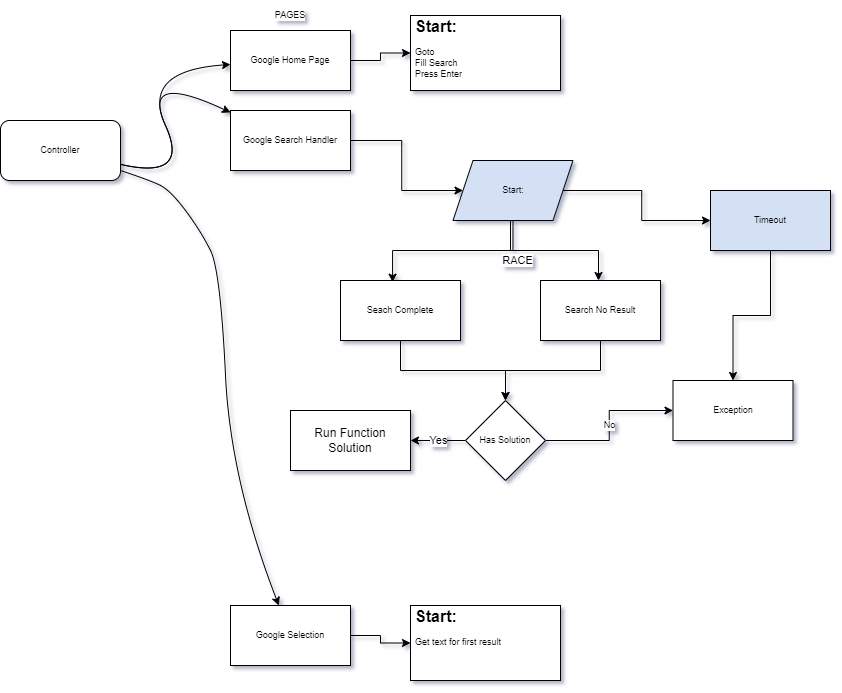 PAGES
Google Home Page
Start:
Goto
Fill Search
Press Enter
Controller
Google Search Handler
Start:
Timeout
RACE
Seach Complete
Search No Result
Run Function
Solution
Yes
Has Solution
No
Exception
Google Selection
Start:
Get text for first result